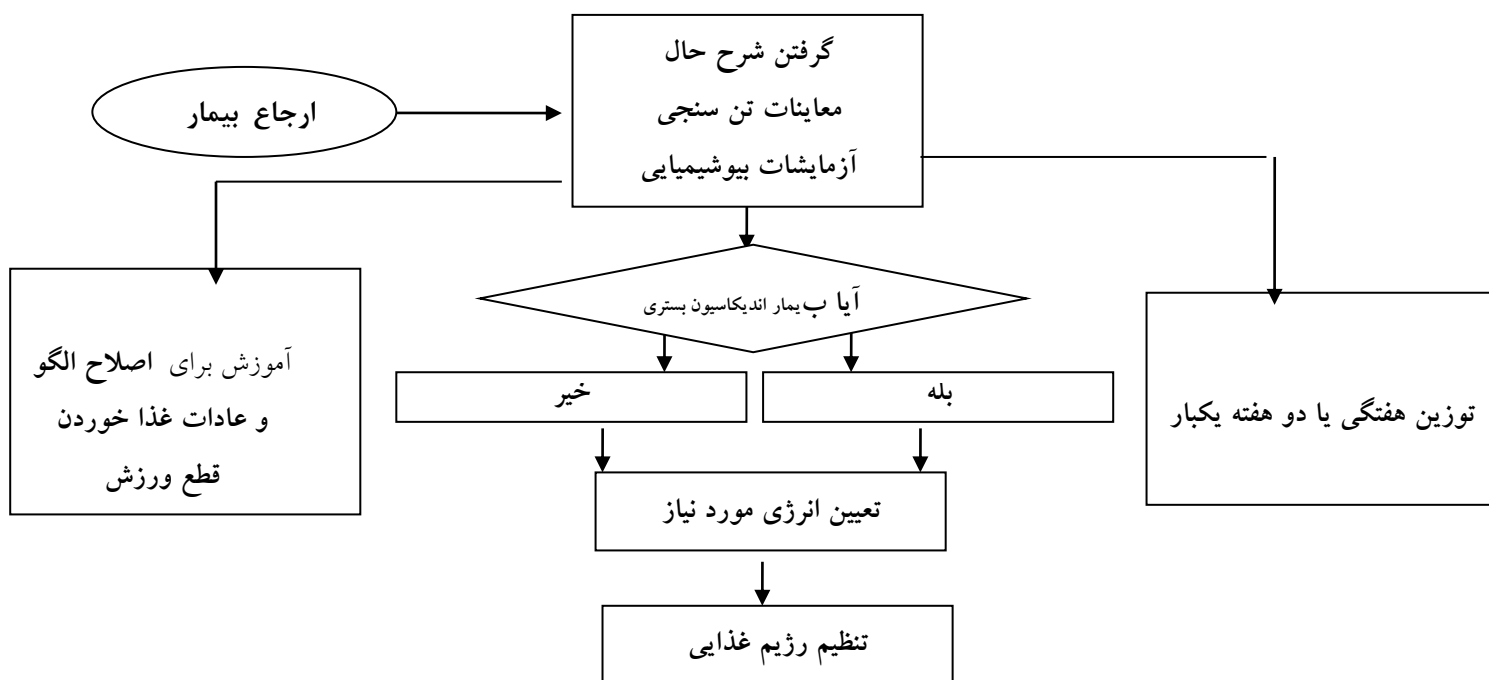 گرفتن شرح حال
معاینات تن سنجی
آزمایشات بیوشیمیایی
ارجاع بیمار
آیا بیمار اندیکاسیون بستری
آموزش برای اصلاح الگو
و عادات غذا خوردن
قطع ورزش
خیر
بله
توزین هفتگی یا دو هفته یکبار
تعیین انرژی مورد نیاز
تنظیم رژیم غذایی